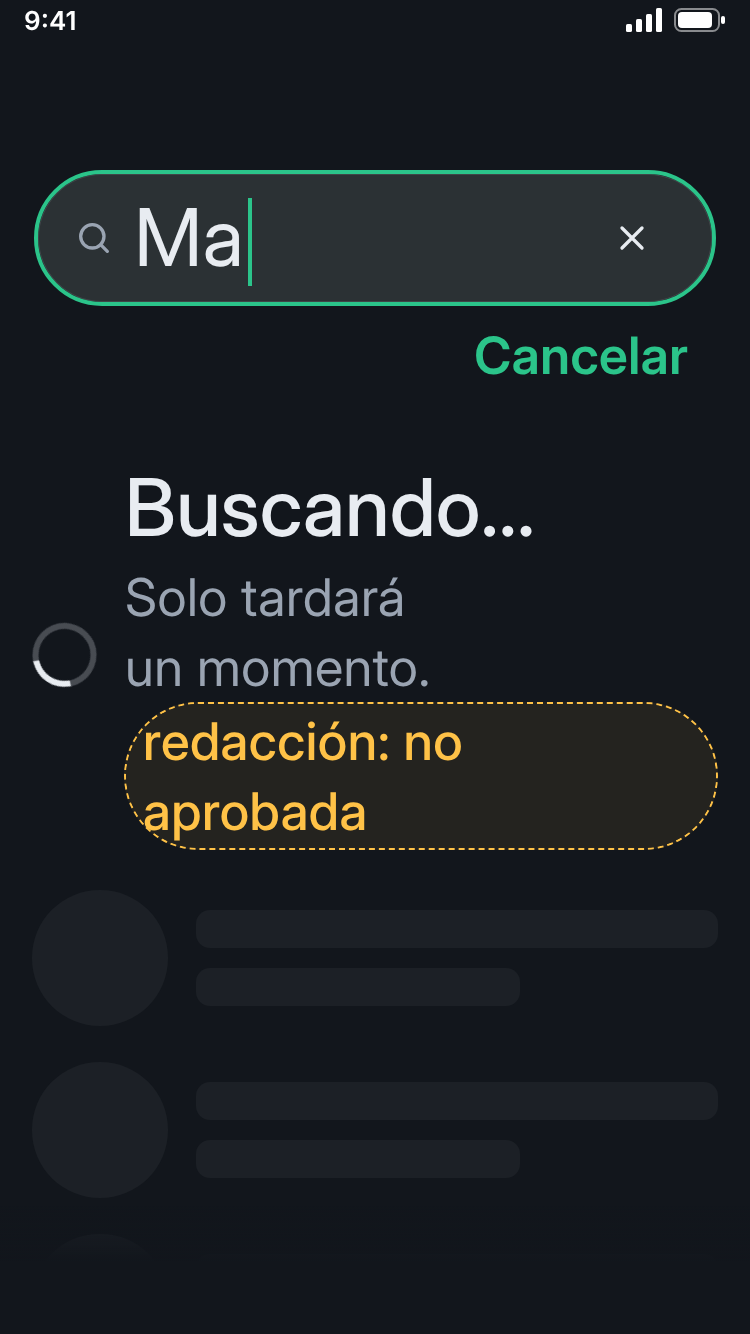 9:41
Ma
Cancelar
Buscando...
Solo tardará
un momento.
redacción: no
aprobada